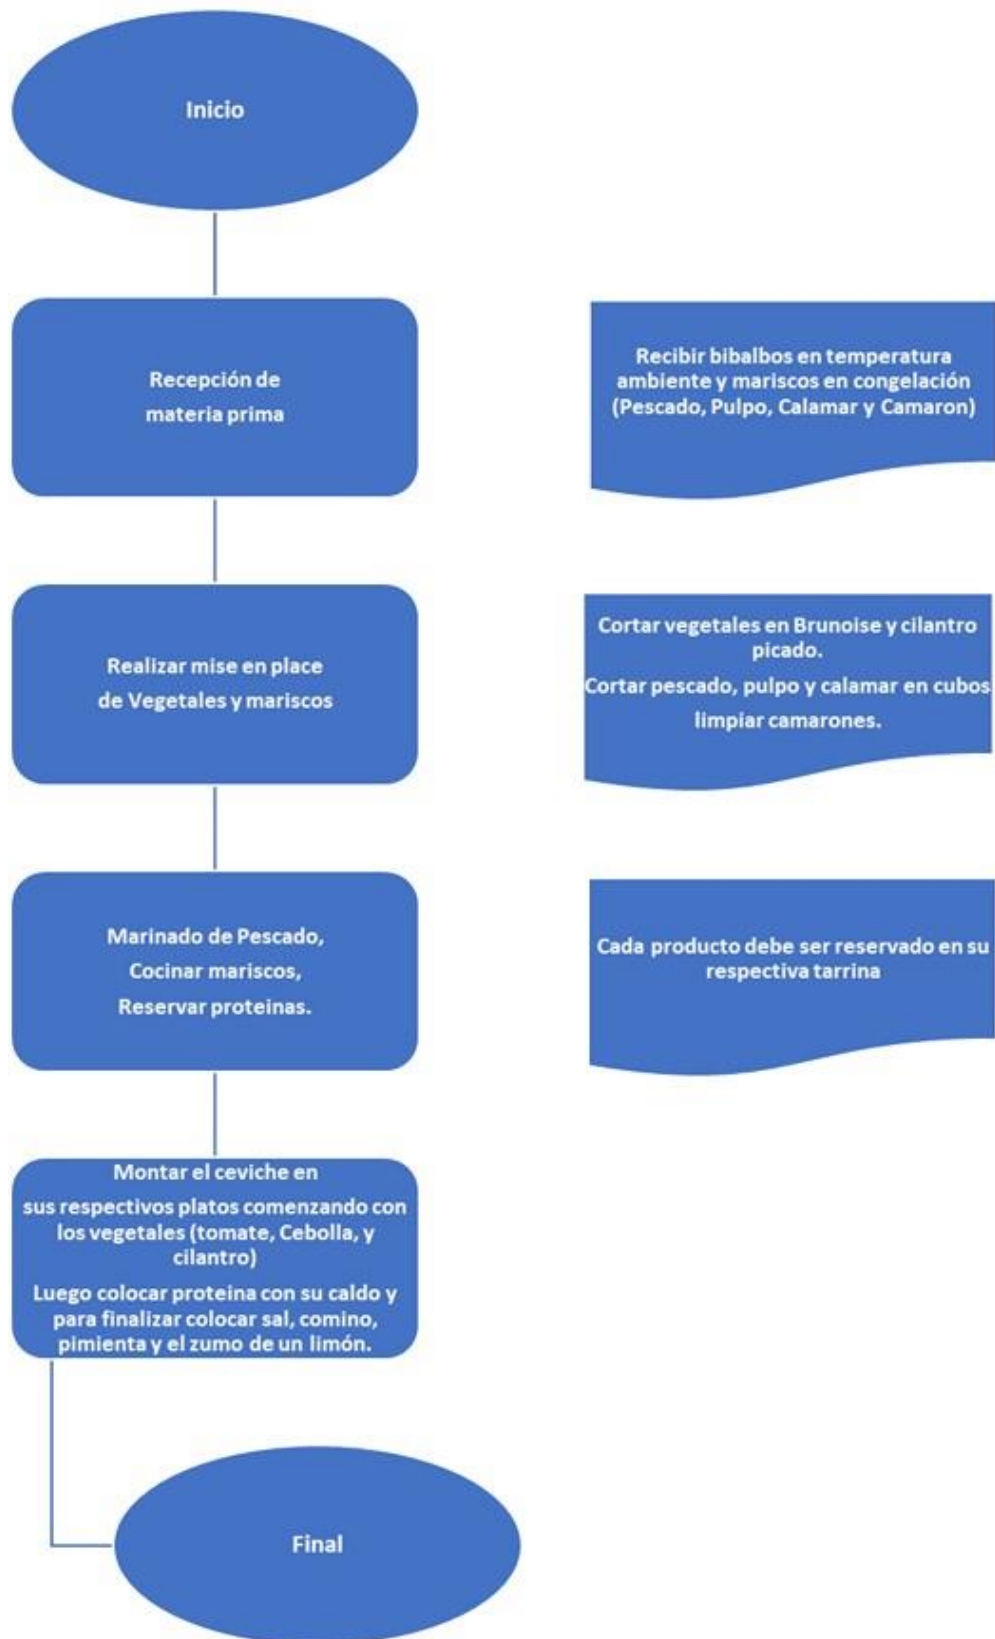 Inicio
Recepción de
materia prima
Recibir bibalbos en temperatura
ambiente y mariscos en congelación
(Pescado, Pulpo, Calamar y Camaron)
Realizar mise en place
de Vegetales y mariscos
Cortar vegetales en Brunoise y cilantro
picado.
Cortar pescado, pulpo y calamar en cubos
limpiar camarones.
Marinado de Pescado,
Cocinar mariscos,
Reservar proteinas.
Cada producto debe ser reservado en su
respectiva tarrina
Montar el ceviche en
sus respectivos platos comenzando con
los vegetales (tomate, Cebolla, y
cilantro)
Luego colocar proteina con su caldo y
para finalizar colocar sal, comino,
pimienta y el zumo de un limón.
Final